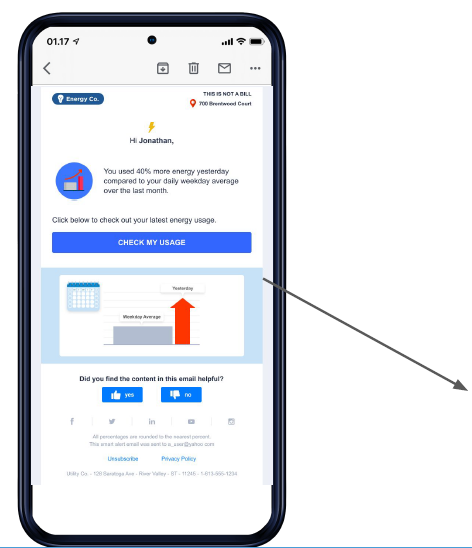 01.17
Energy Co.
THIS IS NOT A BILL
700 Brentwood Court
Hi Jonathan,
You used 40% more energy yesterday
compared to your daily weekday average
over the last month.
Click below to check out your latest energy usage.
CHECK MY USAGE
Yesterday
Weekday Average
Did you find the content in this email helpful?
yes
no
All percentages are rounded to the nearest percent.
This smart alert email was sent to a_user@yahoo.com
Unsubscribe Privacy Policy
Utility Co. - 123 Saratoga Ave - River Valley - ST - 11245 - 1-613-555-1234